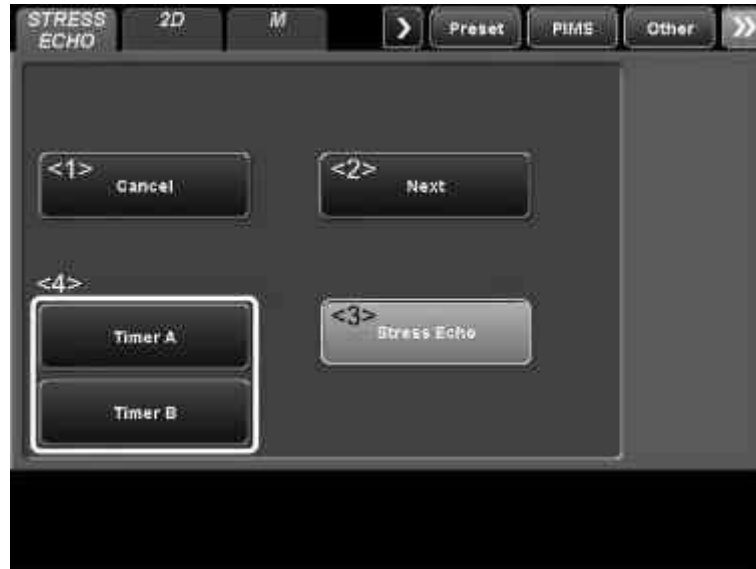 STRESS ECHO
2D
M
>
Preset
PIMS
Other
>>
<1>
Cancel
<2>
Next
<4>
Timer A
Timer B
<3>
Stress Echo